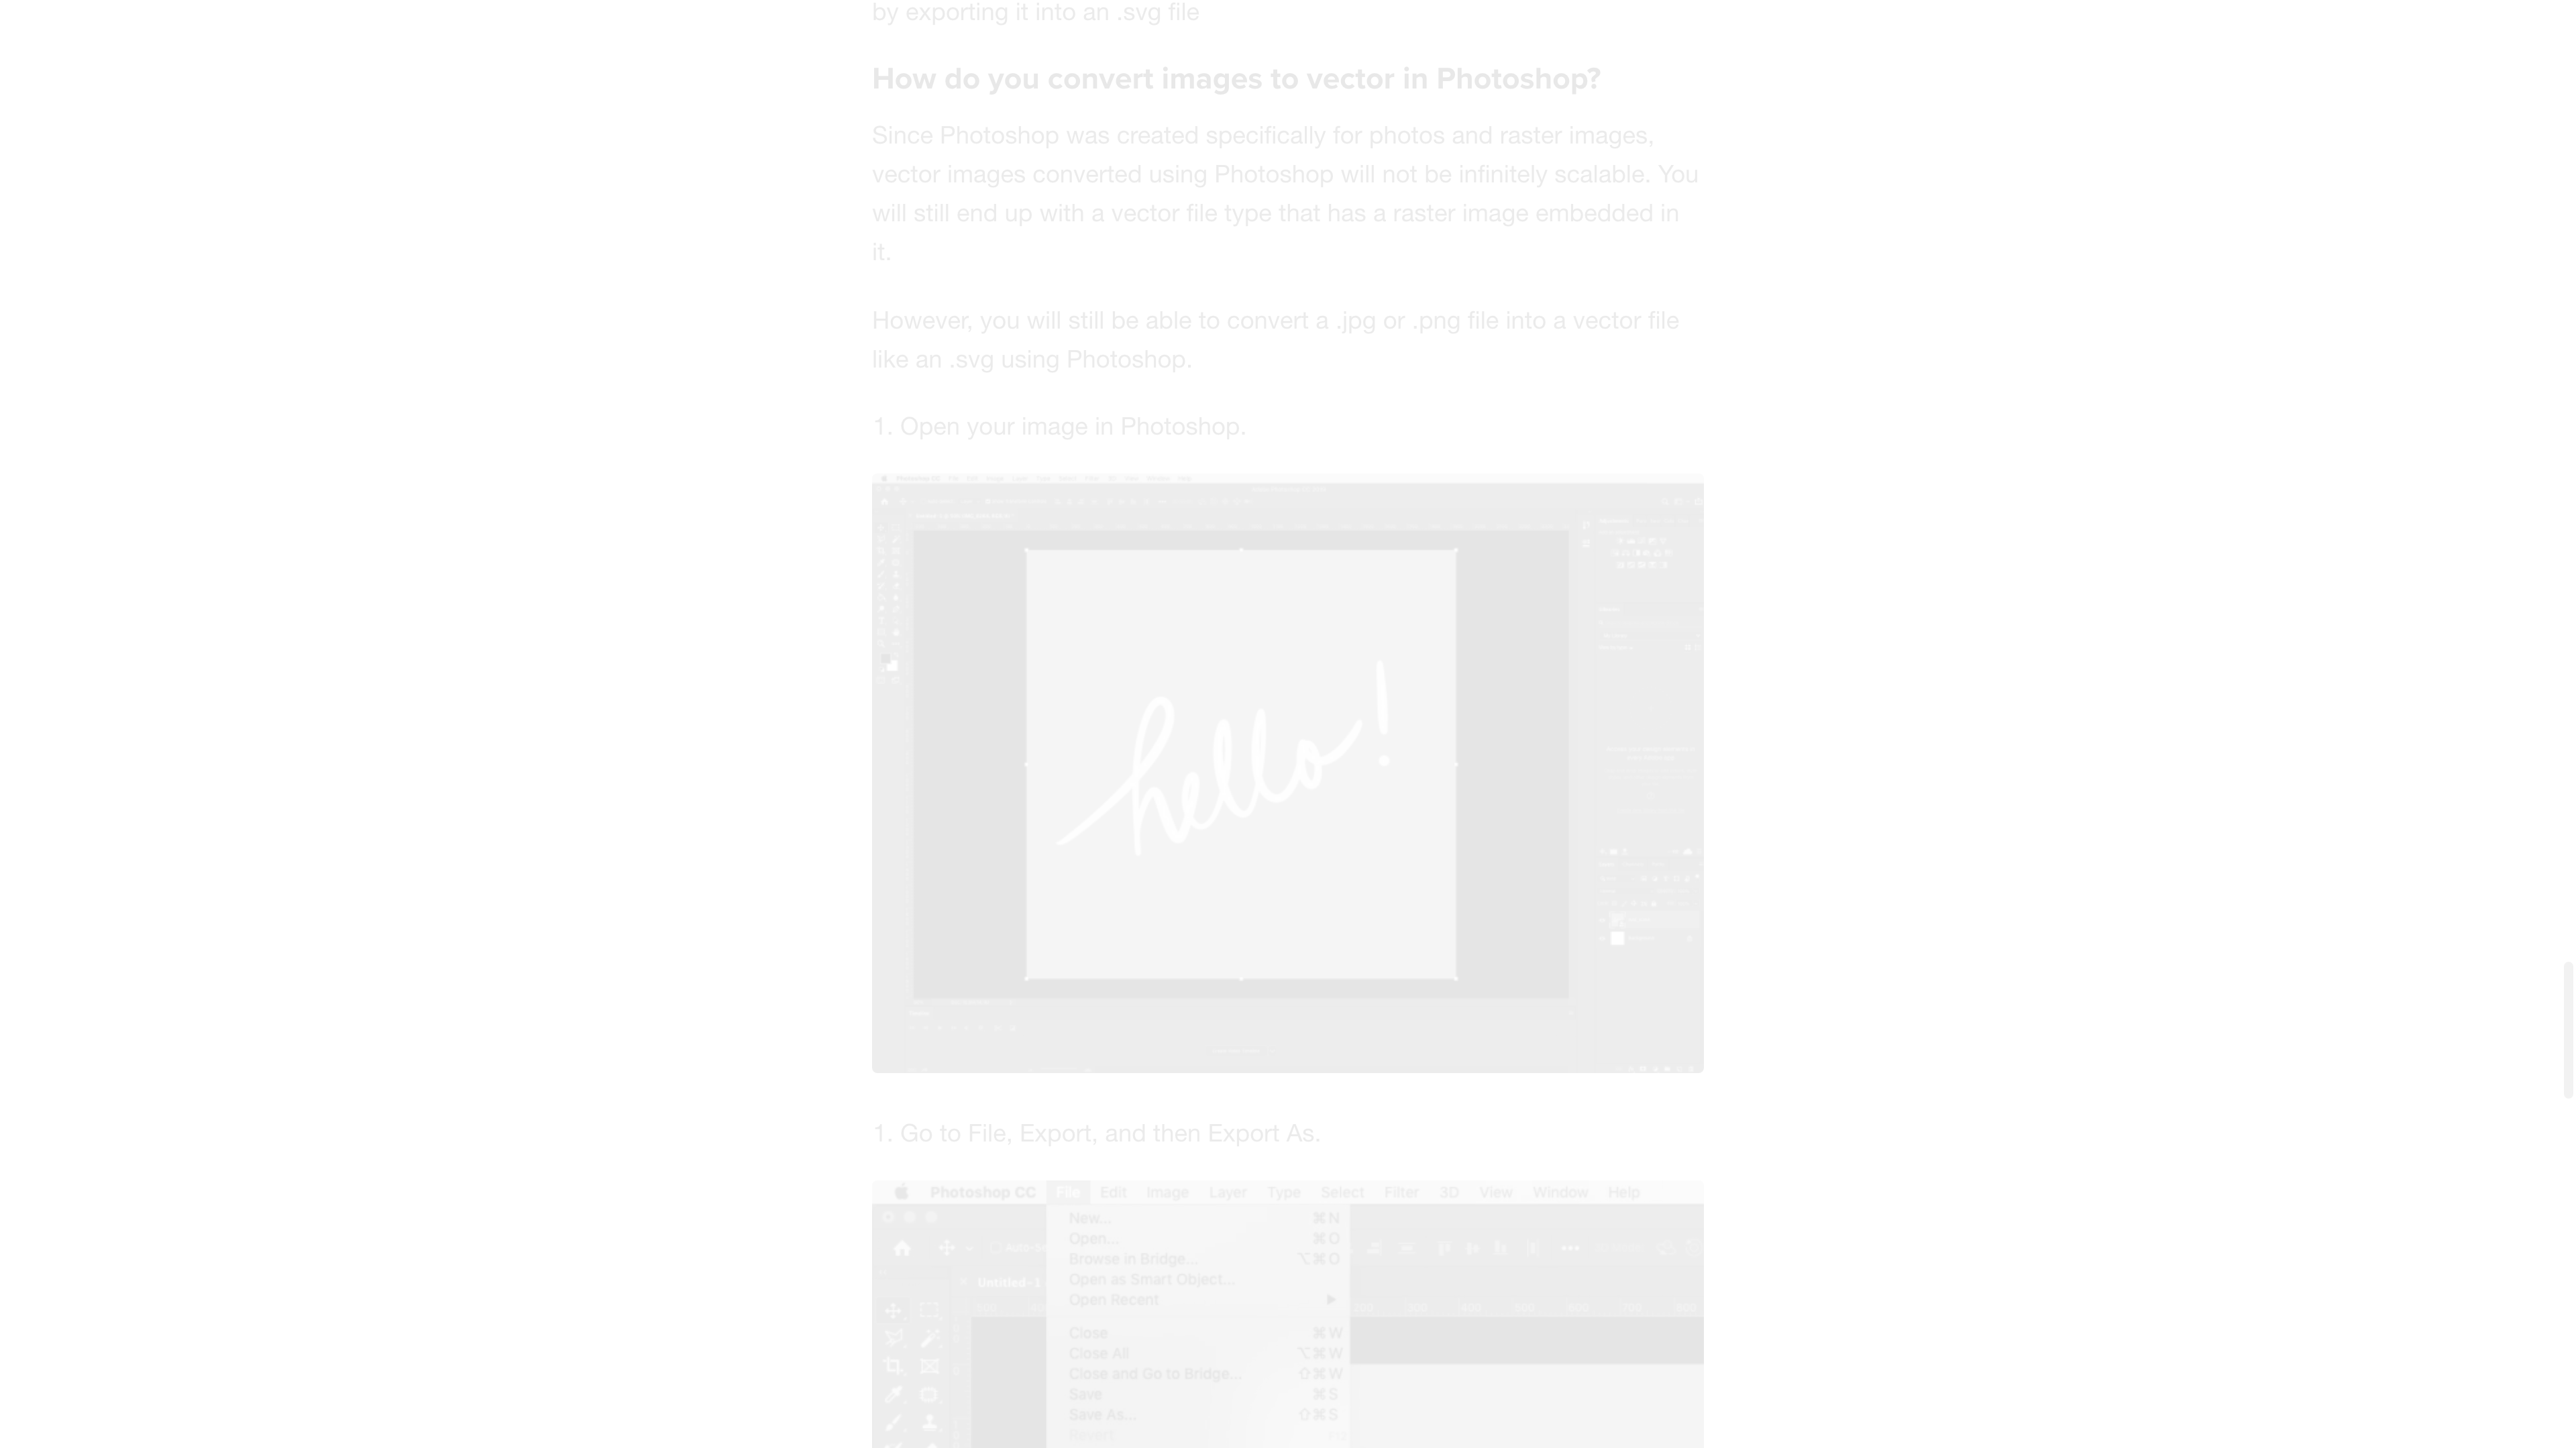 by exporting it into an .svg file
How do you convert images to vector in Photoshop?
Since Photoshop was created specifically for photos and raster images,
vector images converted using Photoshop will not be infinitely scalable. You
will still end up with a vector file type that has a raster image embedded in
it.
However, you will still be able to convert a .jpg or .png file into a vector file
like an .svg using Photoshop.
1. Open your image in Photoshop.
hello!
1. Go to File, Export, and then Export As.
Photoshop CC File Edit Image Layer Type Select Filter 3D View Window Help
New... ⌘N
Open... ⌘O
Browse in Bridge... ⌥⌘O
Open as Smart Object...
Untitled-1
Open Recent ▶
Close ⌘W
Close All ⌥⌘W
Close and Go to Bridge... ⇧⌘W
Save ⌘S
Save As... ⇧⌘S
Revert